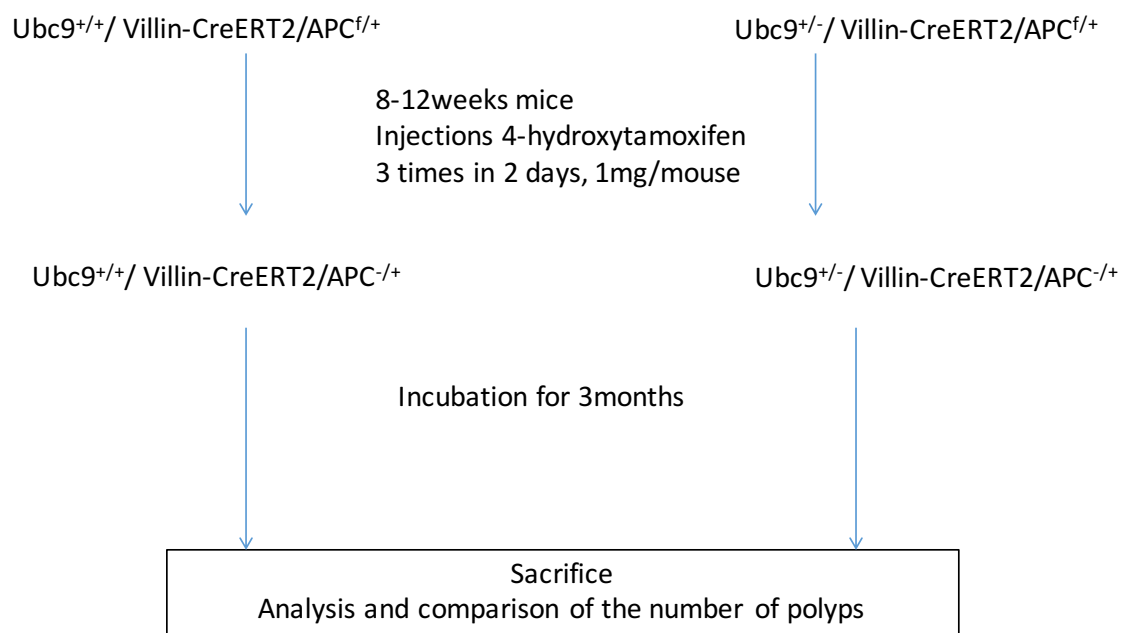 Ubc9+/+/ Villin-CreERT2/APCf/+
Ubc9+/-/ Villin-CreERT2/APCf/+
8-12weeks mice
Injections 4-hydroxytamoxifen
3 times in 2 days, 1mg/mouse
Ubc9+/+/ Villin-CreERT2/APC-/+
Ubc9+/-/ Villin-CreERT2/APC-/+
Incubation for 3months
Sacrifice
Analysis and comparison of the number of polyps